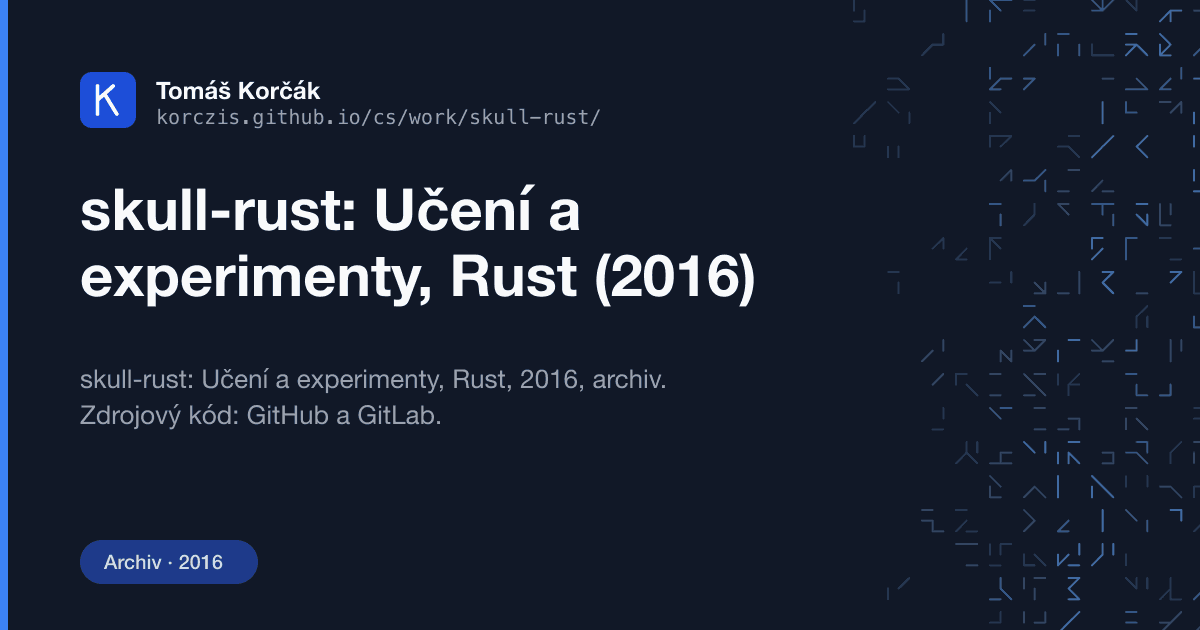 K
Tomáš Korčák
korczis.github.io/cs/work/skull-rust/
skull-rust: Učení a
experimenty, Rust (2016)
skull-rust: Učení a experimenty, Rust, 2016, archiv.
Zdrojový kód: GitHub a GitLab.
Archiv · 2016